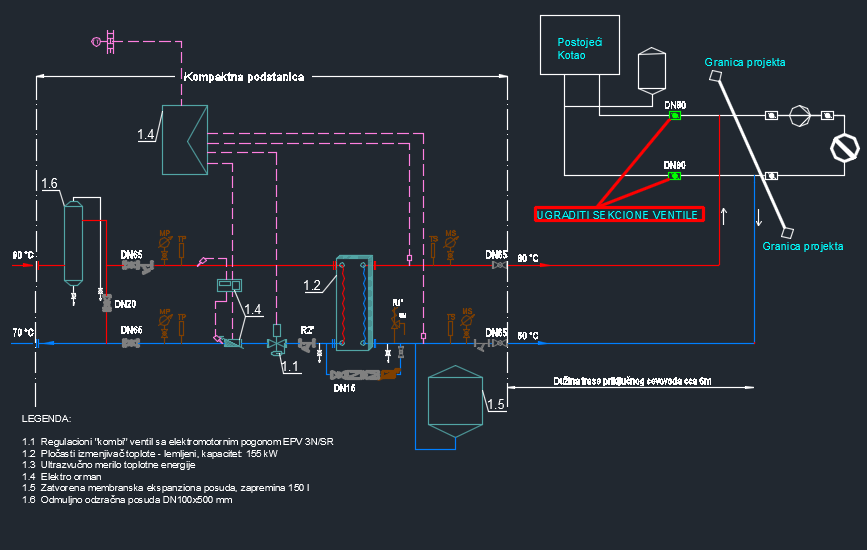 Postojeći
Kotao
Granica projekta
Kompaktna podstanica
DN80
1.4
DN80
1.6
UGRADITI SEKCIONE VENTILE
MP
TP
TS
MS
Granica projekta
90 °C
DN65
DN65
90 °C
1.2
DN20
1.4
MP
TP
R1"
TS
MS
70 °C
DN65
R2"
DN65
60 °C
1.1
DN15
1.5
Dužina trase priključnog cevovoda cca 6m
LEGENDA:
1.1 Regulacioni "kombi" ventil sa elektromotornim pogonom EPV 3N/SR
1.2 Pločasti izmenjivač toplote - lemljeni, kapacitet: 155 kW
1.3 Ultrazvučno merilo toplotne energije
1.4 Elektro orman
1.5 Zatvorena membranska ekspanziona posuda, zapremina 150 l
1.6 Odmuljno odzračna posuda DN100x500 mm